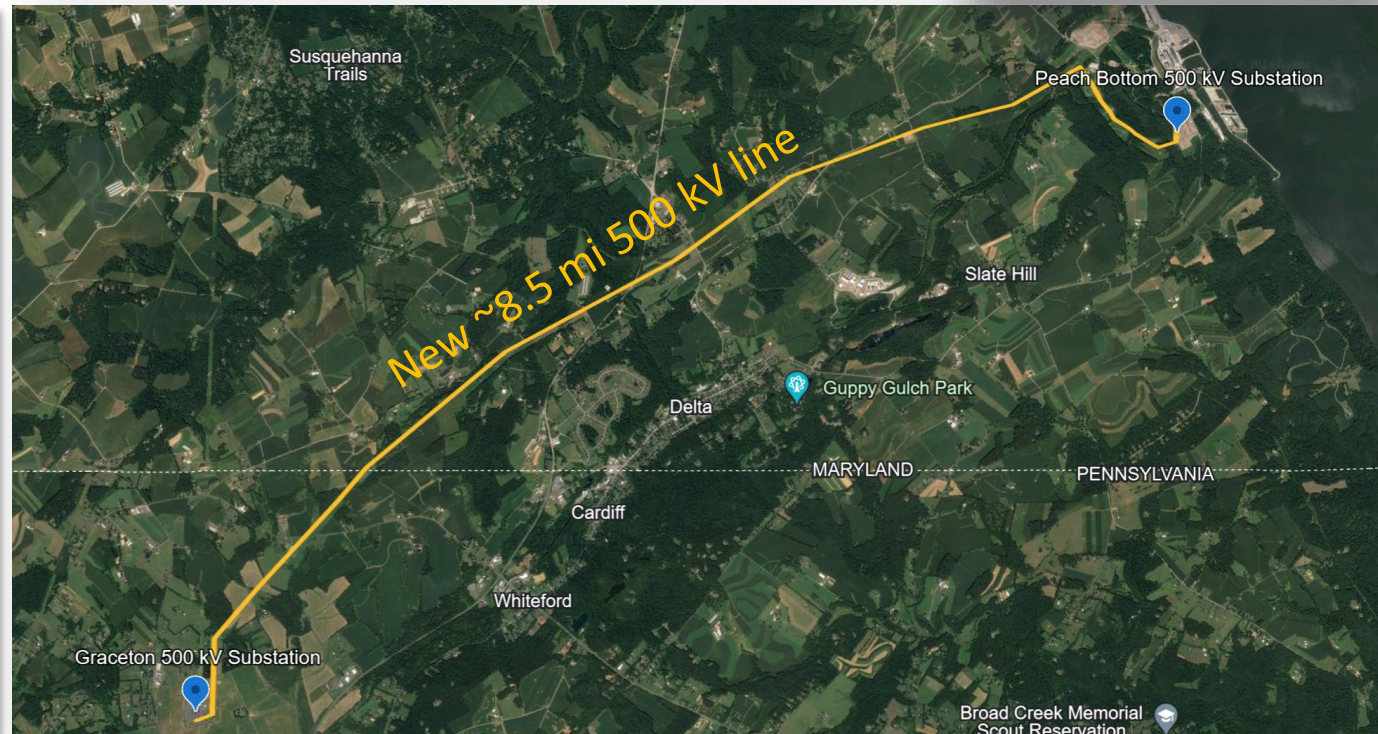 Susquehanna
Trails
Peach Bottom 500 kV Substation
New ~8.5 mi 500 kV line
Slate Hill
Guppy Gulch Park
Delta
MARYLAND
PENNSYLVANIA
Cardiff
Whiteford
Graceton 500 kV Substation
Broad Creek Memorial
Scout Reservation